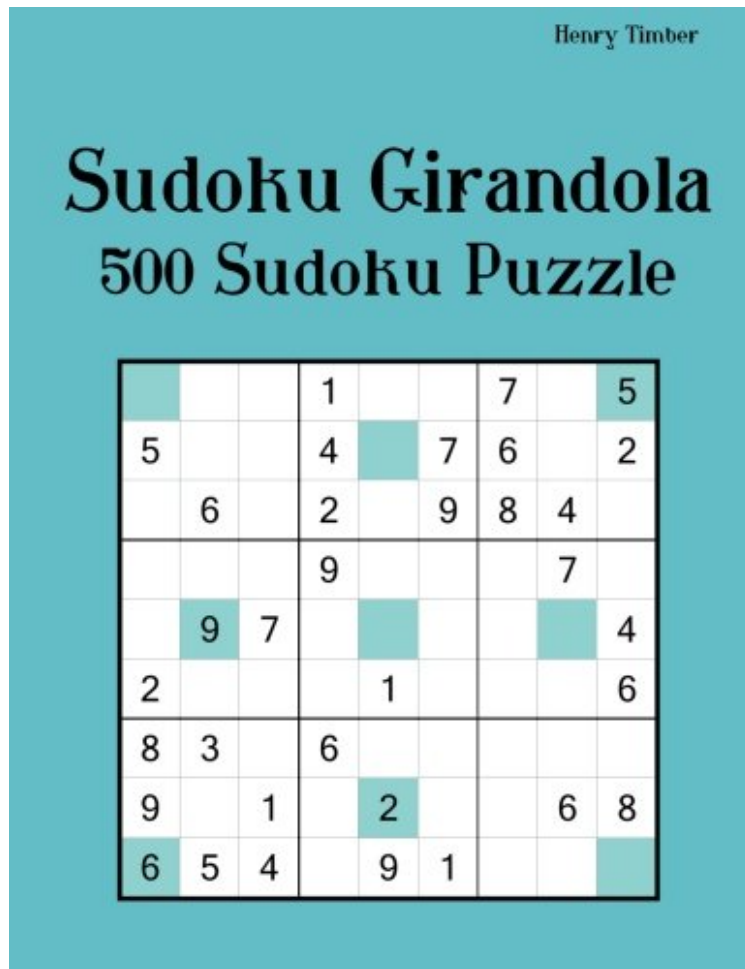 Henry Timber
Sudoku Girandola
500 Sudoku Puzzle
1 7 5
5 4 7 6 2
6 2 9 8 4
9 7
9 7 4
2 1 6
8 3 6
9 1 2 6 8
6 5 4 9 1